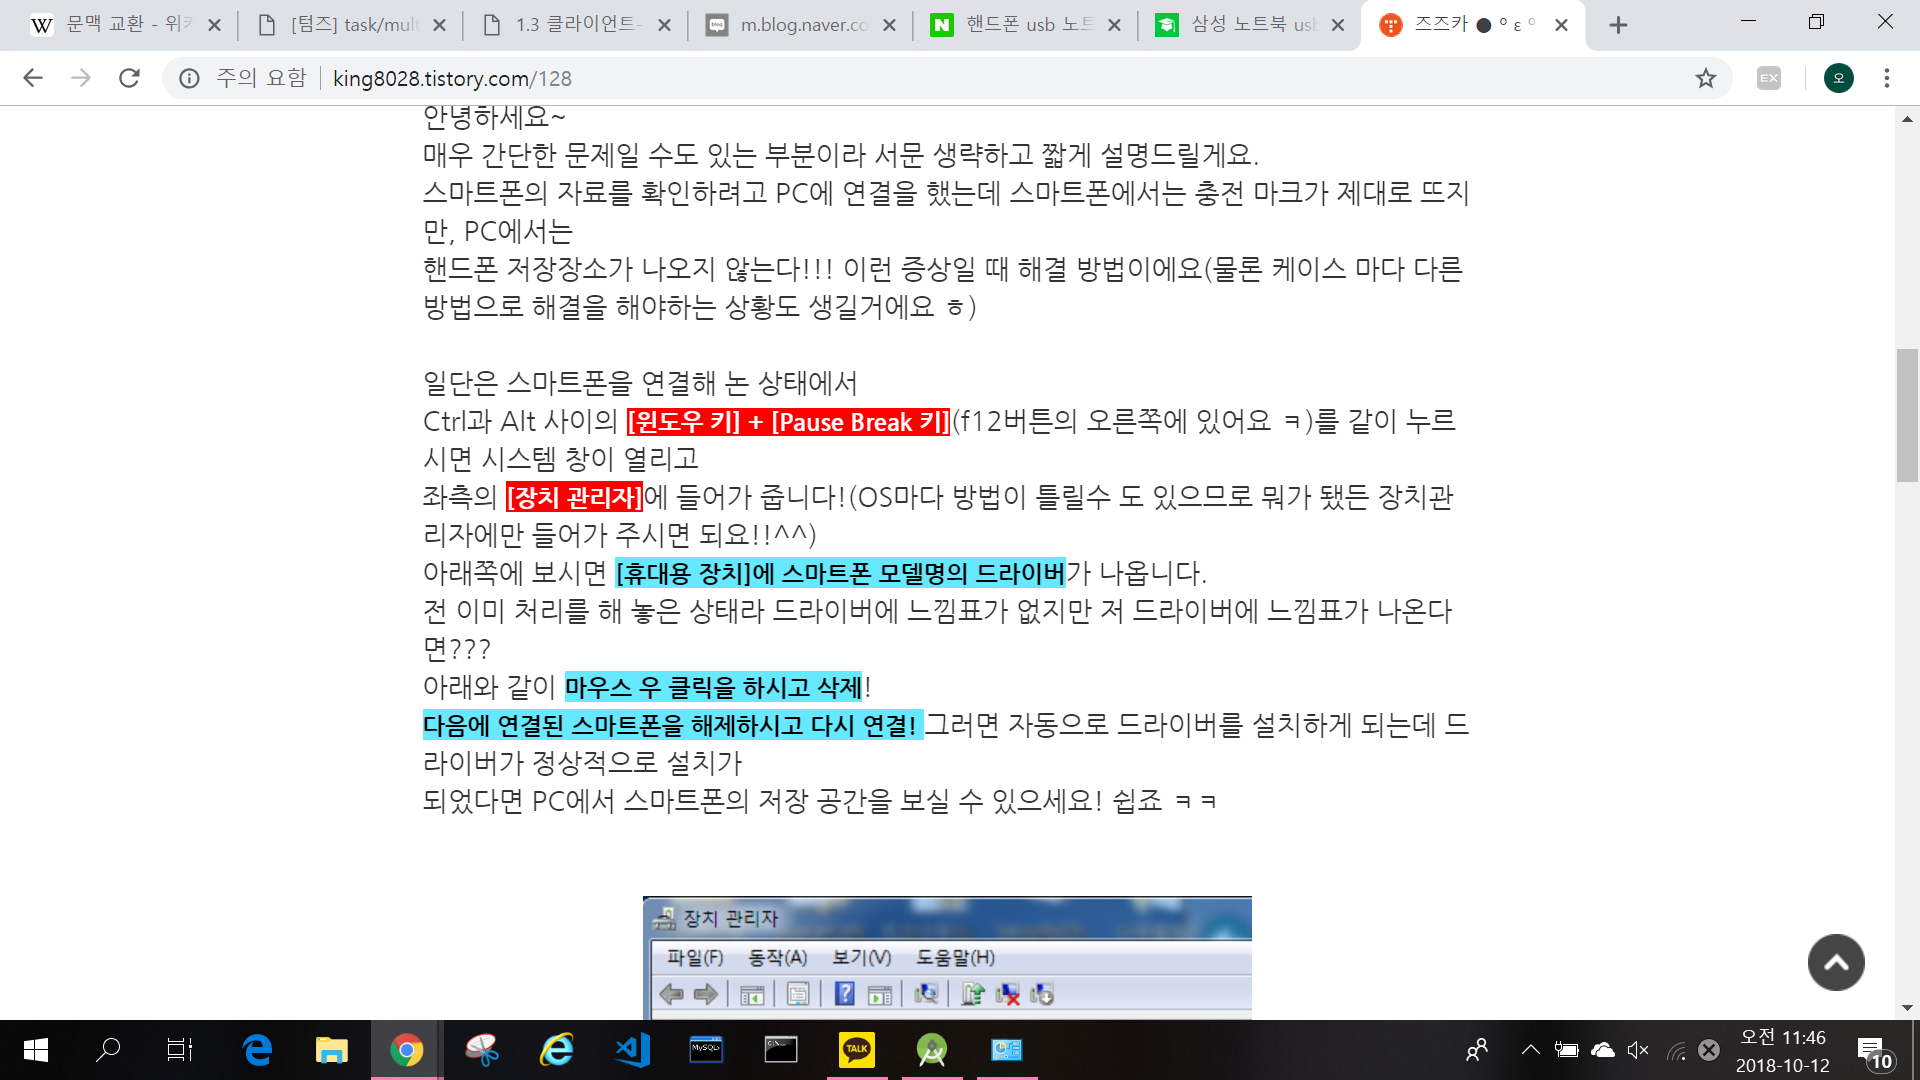 문맥 교환 - 위키
[텀즈] task/mult
1.3 클라이언트-
m.blog.naver.co
핸드폰 usb 노트
삼성 노트북 usb
즈즈카 ● º ε º
주의 요함 king8028.tistory.com/128
EX
오
안녕하세요~
매우 간단한 문제일 수도 있는 부분이라 서문 생략하고 짧게 설명드릴게요.
스마트폰의 자료를 확인하려고 PC에 연결을 했는데 스마트폰에서는 충전 마크가 제대로 뜨지
만, PC에서는
핸드폰 저장장소가 나오지 않는다!!! 이런 증상일 때 해결 방법이에요(물론 케이스 마다 다른
방법으로 해결을 해야하는 상황도 생길거에요 ㅎ)
일단은 스마트폰을 연결해 논 상태에서
Ctrl과 Alt 사이의 [윈도우 키] + [Pause Break 키](f12버튼의 오른쪽에 있어요 ㅋ)를 같이 누르
시면 시스템 창이 열리고
좌측의 [장치 관리자]에 들어가 줍니다!(OS마다 방법이 틀릴수 도 있으므로 뭐가 됐든 장치관
리자에만 들어가 주시면 되요!!^^)
아래쪽에 보시면 [휴대용 장치]에 스마트폰 모델명의 드라이버가 나옵니다.
전 이미 처리를 해 놓은 상태라 드라이버에 느낌표가 없지만 저 드라이버에 느낌표가 나온다
면???
아래와 같이 마우스 우 클릭을 하시고 삭제!
다음에 연결된 스마트폰을 해제하시고 다시 연결! 그러면 자동으로 드라이버를 설치하게 되는데 드
라이버가 정상적으로 설치가
되었다면 PC에서 스마트폰의 저장 공간을 보실 수 있으세요! 쉽죠 ㅋㅋ
장치 관리자
파일(F) 동작(A) 보기(V) 도움말(H)
MySQL
C:\
TALK
오전 11:46
2018-10-12
10